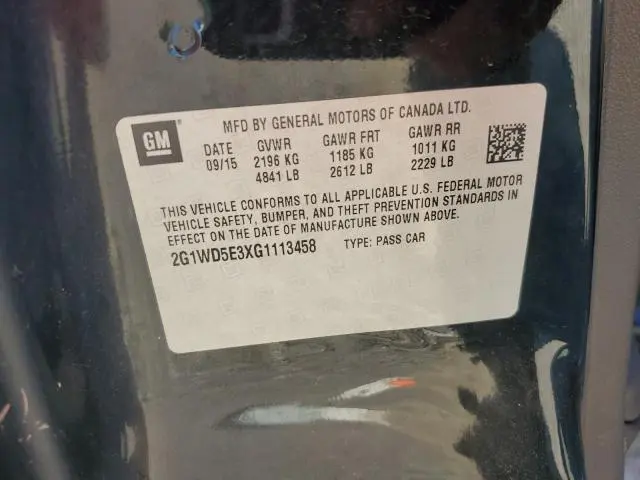 MFD BY GENERAL MOTORS OF CANADA LTD.
GM
DATE GVWR GAWR FRT GAWR RR
09/15 2196 KG 1185 KG 1011 KG
4841 LB 2612 LB 2229 LB
THIS VEHICLE CONFORMS TO ALL APPLICABLE U.S. FEDERAL MOTOR
VEHICLE SAFETY, BUMPER, AND THEFT PREVENTION STANDARDS IN
EFFECT ON THE DATE OF MANUFACTURE SHOWN ABOVE.
2G1WD5E3XG1113458 TYPE: PASS CAR